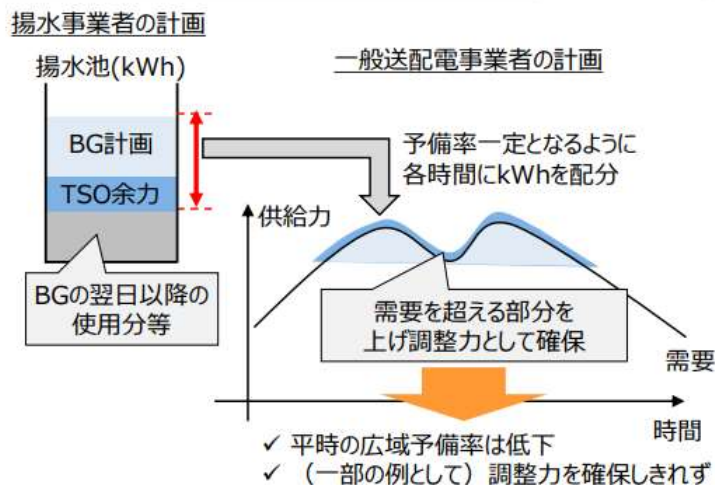 揚水事業者の計画
揚水池(kWh)
BG計画
TSO余力
BGの翌日以降の
使用分等
一般送配電事業者の計画
予備率一定となるように
各時間にkWhを配分
供給力
需要を超える部分を
上げ調整力として確保
需要
時間
✓ 平時の広域予備率は低下
✓ （一部の例として）調整力を確保しきれず